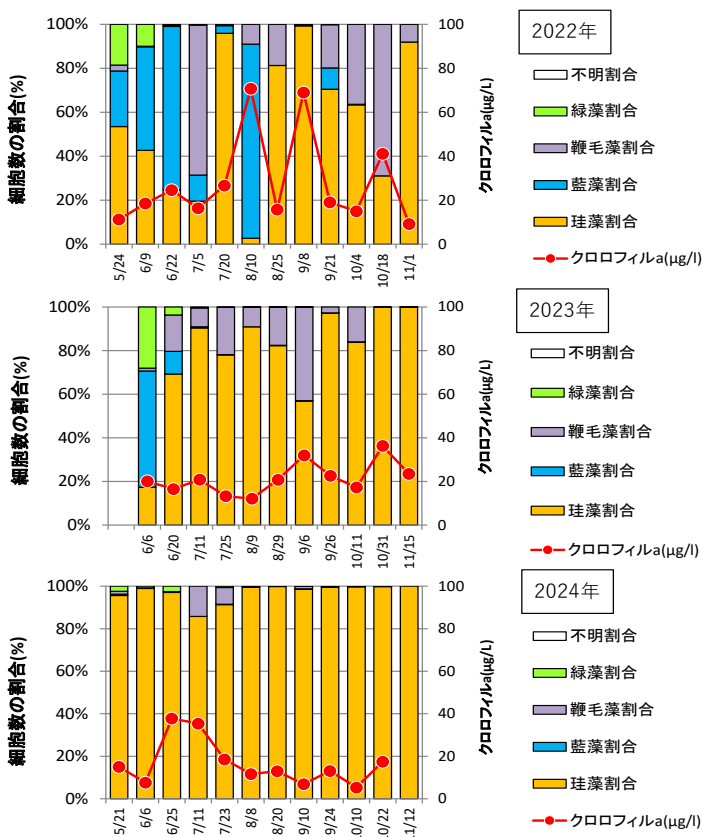 細胞数の割合(%)
100%
80%
60%
40%
20%
0%
100
80
60
40
20
0
クロロフィルa(µg/L)
5/24
6/9
6/22
7/5
7/20
8/10
8/25
9/8
9/21
10/4
10/18
11/1
2022年
不明割合
緑藻割合
鞭毛藻割合
藍藻割合
珪藻割合
クロロフィルa(µg/l)
細胞数の割合(%)
100%
80%
60%
40%
20%
0%
100
80
60
40
20
0
クロロフィルa(µg/L)
6/6
6/20
7/11
7/25
8/9
8/29
9/6
9/26
10/11
10/31
11/15
2023年
不明割合
緑藻割合
鞭毛藻割合
藍藻割合
珪藻割合
クロロフィルa(µg/l)
細胞数の割合(%)
100%
80%
60%
40%
20%
0%
100
80
60
40
20
0
クロロフィルa(µg/L)
5/21
6/6
6/25
7/11
7/23
8/8
8/20
9/10
9/24
10/10
10/22
11/12
2024年
不明割合
緑藻割合
鞭毛藻割合
藍藻割合
珪藻割合
クロロフィルa(µg/l)